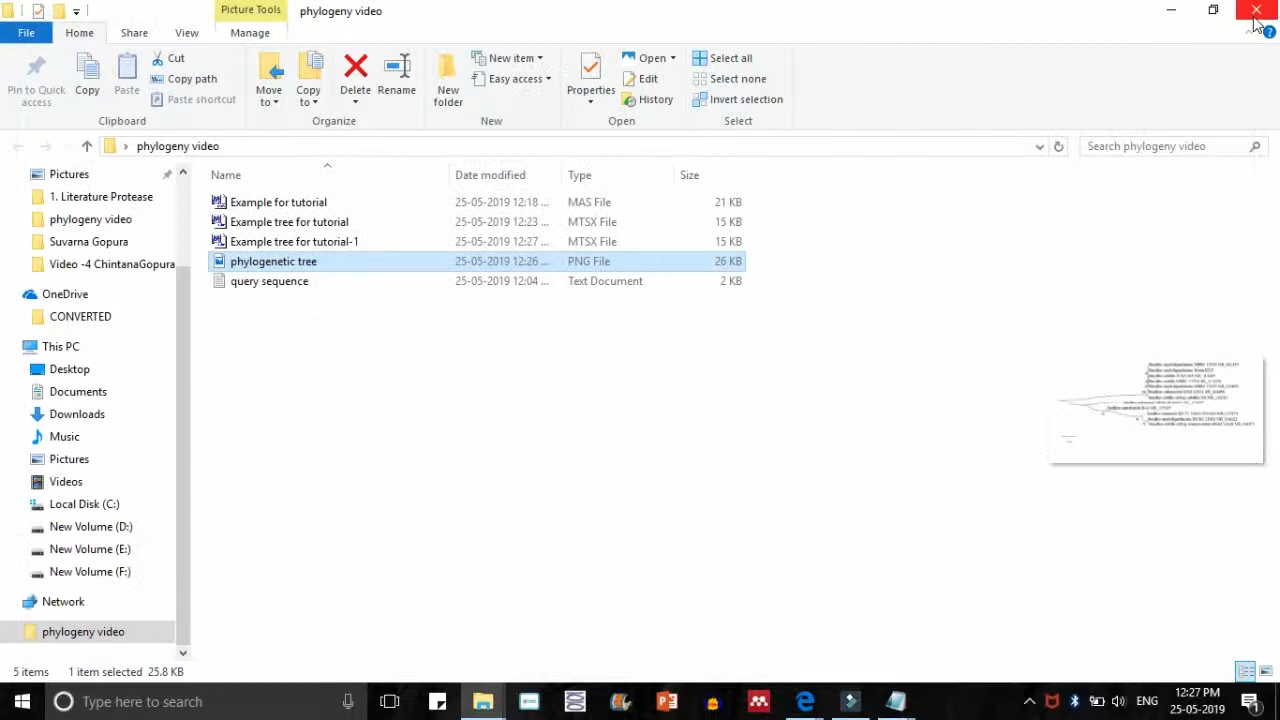 Picture Tools
phylogeny video
File
Home
Share
View
Manage
Pin to Quick access
Copy
Paste
Cut
Copy path
Paste shortcut
Move to
Copy to
Delete
Rename
New folder
New item
Easy access
Properties
Open
Edit
History
Select all
Select none
Invert selection
Clipboard
Organize
New
Open
Select
phylogeny video
Search phylogeny video
Name
Date modified
Type
Size
Example for tutorial 25-05-2019 12:18 ... MAS File 21 KB
Example tree for tutorial 25-05-2019 12:23 ... MTSX File 15 KB
Example tree for tutorial-1 25-05-2019 12:27 ... MTSX File 15 KB
phylogenetic tree 25-05-2019 12:26 ... PNG File 26 KB
query sequence 25-05-2019 12:04 ... Text Document 2 KB
Pictures
1. Literature Protease
phylogeny video
Suvarna Gopura
Video -4 ChintanaGopura
OneDrive
CONVERTED
This PC
Desktop
Documents
Downloads
Music
Pictures
Videos
Local Disk (C:)
New Volume (D:)
New Volume (E:)
New Volume (F:)
Network
phylogeny video
5 items
1 item selected 25.8 KB
Type here to search
ENG
12:27 PM
25-05-2019